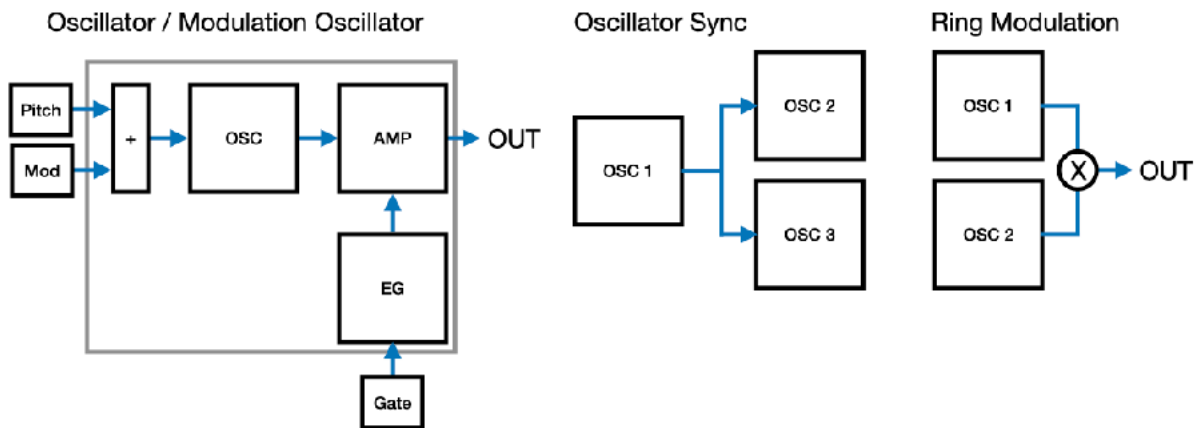 Oscillator / Modulation Oscillator
Pitch
Mod
+
OSC
AMP
OUT
EG
Gate
Oscillator Sync
OSC 1
OSC 2
OSC 3
Ring Modulation
OSC 1
OSC 2
X
OUT